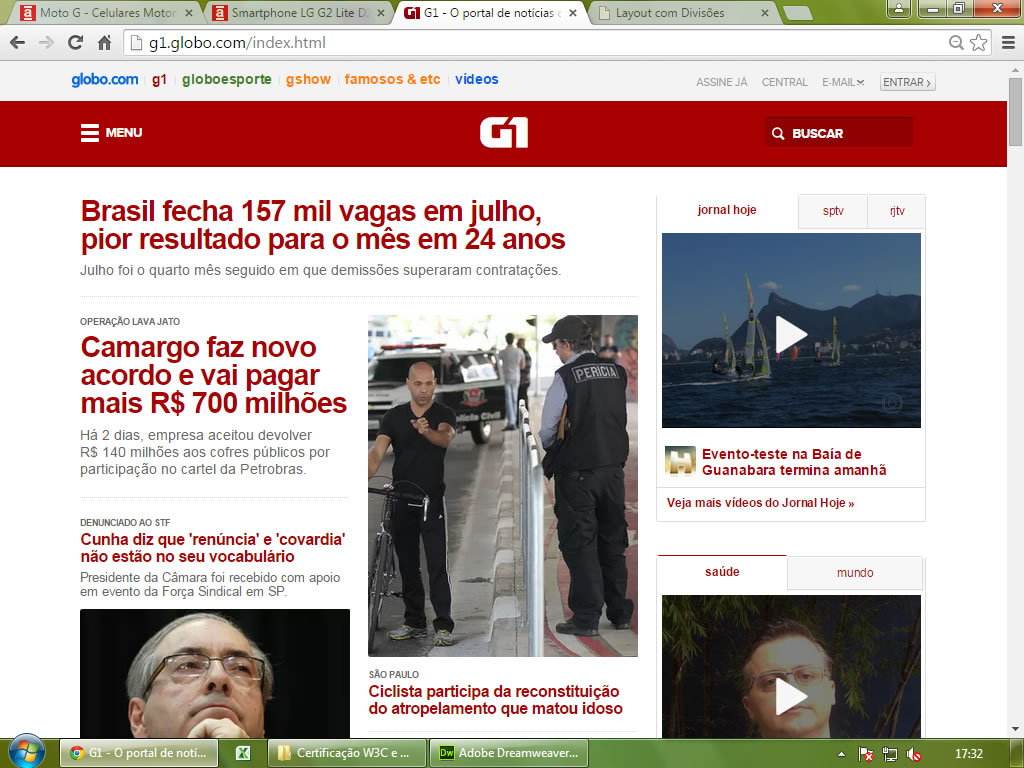 Moto G - Celulares Motor
Smartphone LG G2 Lite D2
G1 - O portal de notícias d
Layout com Divisões
g1.globo.com/index.html
globo.com g1 globoesporte gshow famosos & etc vídeos
ASSINE JÁ CENTRAL E-MAIL ENTRAR ›
MENU
G1
BUSCAR
Brasil fecha 157 mil vagas em julho,
pior resultado para o mês em 24 anos
Julho foi o quarto mês seguido em que demissões superaram contratações.
OPERAÇÃO LAVA JATO
Camargo faz novo
acordo e vai pagar
mais R$ 700 milhões
Há 2 dias, empresa aceitou devolver
R$ 140 milhões aos cofres públicos por
participação no cartel da Petrobras.
DENUNCIADO AO STF
Cunha diz que 'renúncia' e 'covardia'
não estão no seu vocabulário
Presidente da Câmara foi recebido com apoio
em evento da Força Sindical em SP.
PERÍCIA
Polícia Civil
SÃO PAULO
Ciclista participa da reconstituição
do atropelamento que matou idoso
jornal hoje sptv rjtv
H
Evento-teste na Baía de
Guanabara termina amanhã
Veja mais vídeos do Jornal Hoje »
saúde mundo
G1 - O portal de notí...
Certificação W3C e ...
Dw
Adobe Dreamweaver...
17:32